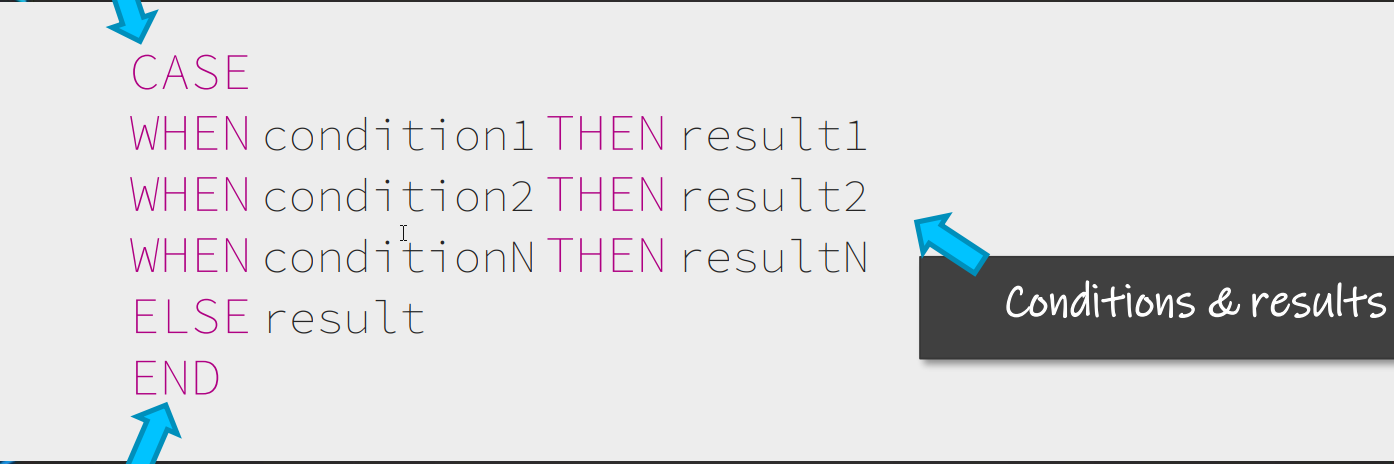 CASE
WHEN condition1 THEN result1
WHEN condition2 THEN result2
WHEN conditionN THEN resultN
ELSE result
END
Conditions & results